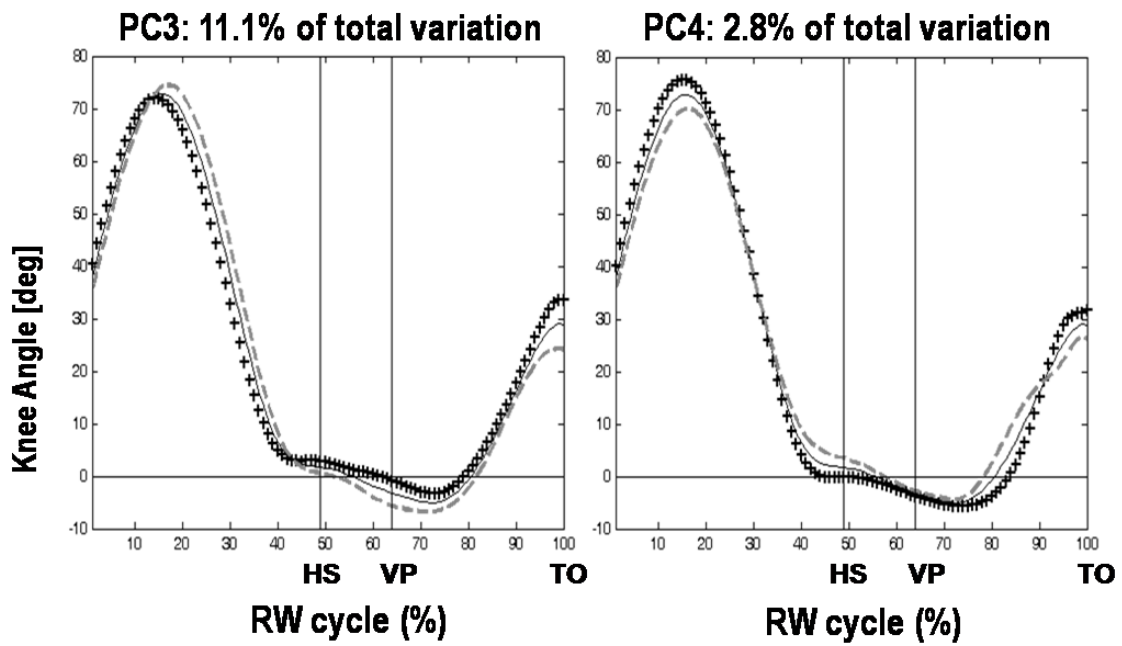 PC3: 11.1% of total variation
PC4: 2.8% of total variation
Knee Angle [deg]
80
70
60
50
40
30
20
10
0
-10
10 20 30 40 50 60 70 80 90 100
HS VP TO
RW cycle (%)
80
70
60
50
40
30
20
10
0
-10
10 20 30 40 50 60 70 80 90 100
HS VP TO
RW cycle (%)